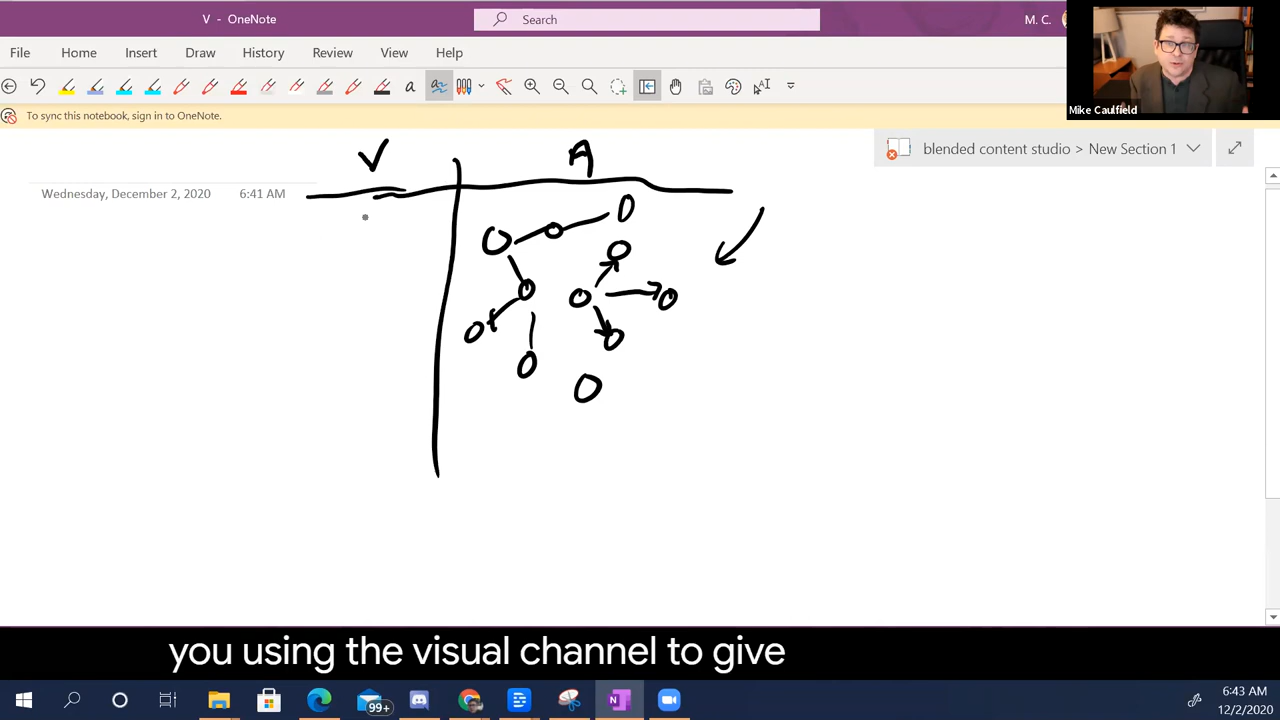 V - OneNote
Search
M. C.
File Home Insert Draw History Review View Help
To sync this notebook, sign in to OneNote.
Mike Caulfield
blended content studio > New Section 1
Wednesday, December 2, 2020 6:41 AM
V A
you using the visual channel to give
99+
6:43 AM
12/2/2020